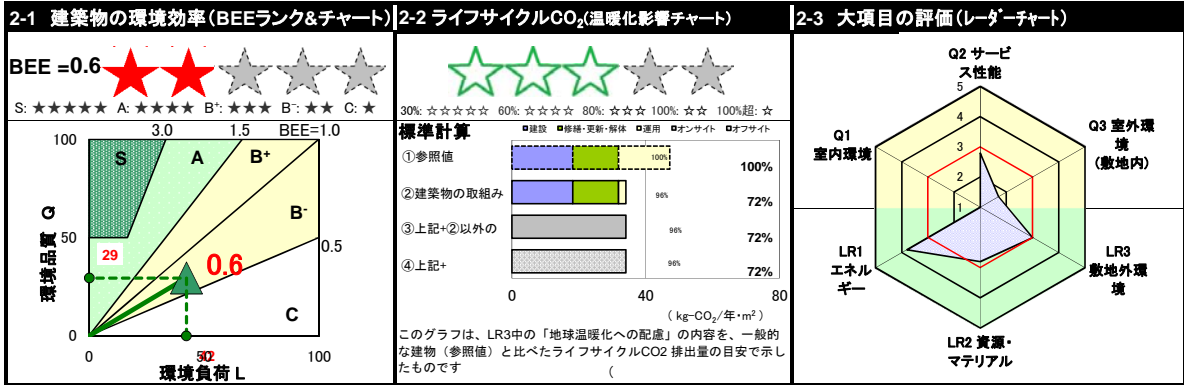 2-1 建築物の環境効率(BEEランク&チャート)
BEE =0.6
S: ★★★★★ A: ★★★★ B⁺: ★★★ B⁻: ★★ C: ★
3.0 1.5 BEE=1.0
100
S A B⁺
B⁻
50
29
0.6
0.5
C
0
環境品質 Q
0 50 100
42
環境負荷 L
2-2 ライフサイクルCO₂(温暖化影響チャート)
30%: ☆☆☆☆☆ 60%: ☆☆☆☆ 80%: ☆☆☆ 100%: ☆☆ 100%超: ☆
標準計算
■建設 ■修繕・更新・解体 ■運用 ■オンサイト ■オフサイト
①参照値 100% 100%
②建築物の取組み 96% 72%
③上記+②以外の 96% 72%
④上記+ 96% 72%
0 40 80
( kg-CO₂/年・m² )
このグラフは、LR3中の「地球温暖化への配慮」の内容を、一般的
な建物(参照値)と比べたライフサイクルCO2 排出量の目安で示し
たものです (
2-3 大項目の評価(レーダーチャート)
Q2 サービ
ス性能
5
4
3
2
1
Q1
室内環境
Q3 室外環
境
(敷地内)
LR1
エネル
ギー
LR3
敷地外環
境
LR2 資源・
マテリアル